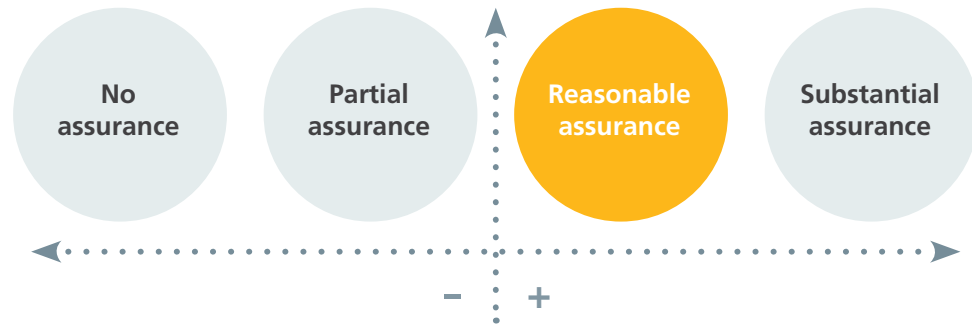 No
assurance
Partial
assurance
Reasonable
assurance
Substantial
assurance
- +